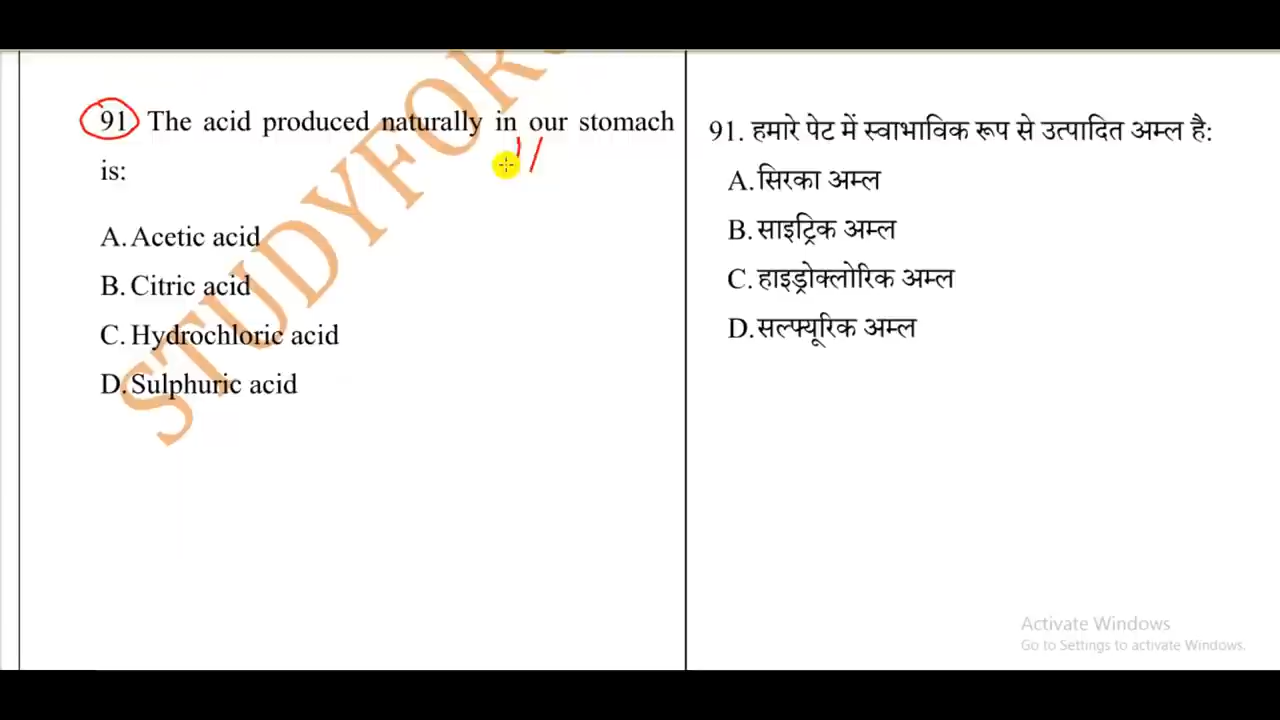 STUDYFOR
91. The acid produced naturally in our stomach
is:
A. Acetic acid
B. Citric acid
C. Hydrochloric acid
D. Sulphuric acid
91. हमारे पेट में स्वाभाविक रूप से उत्पादित अम्ल है:
A. सिरका अम्ल
B. साइट्रिक अम्ल
C. हाइड्रोक्लोरिक अम्ल
D. सल्फ्यूरिक अम्ल
Activate Windows
Go to Settings to activate Windows.